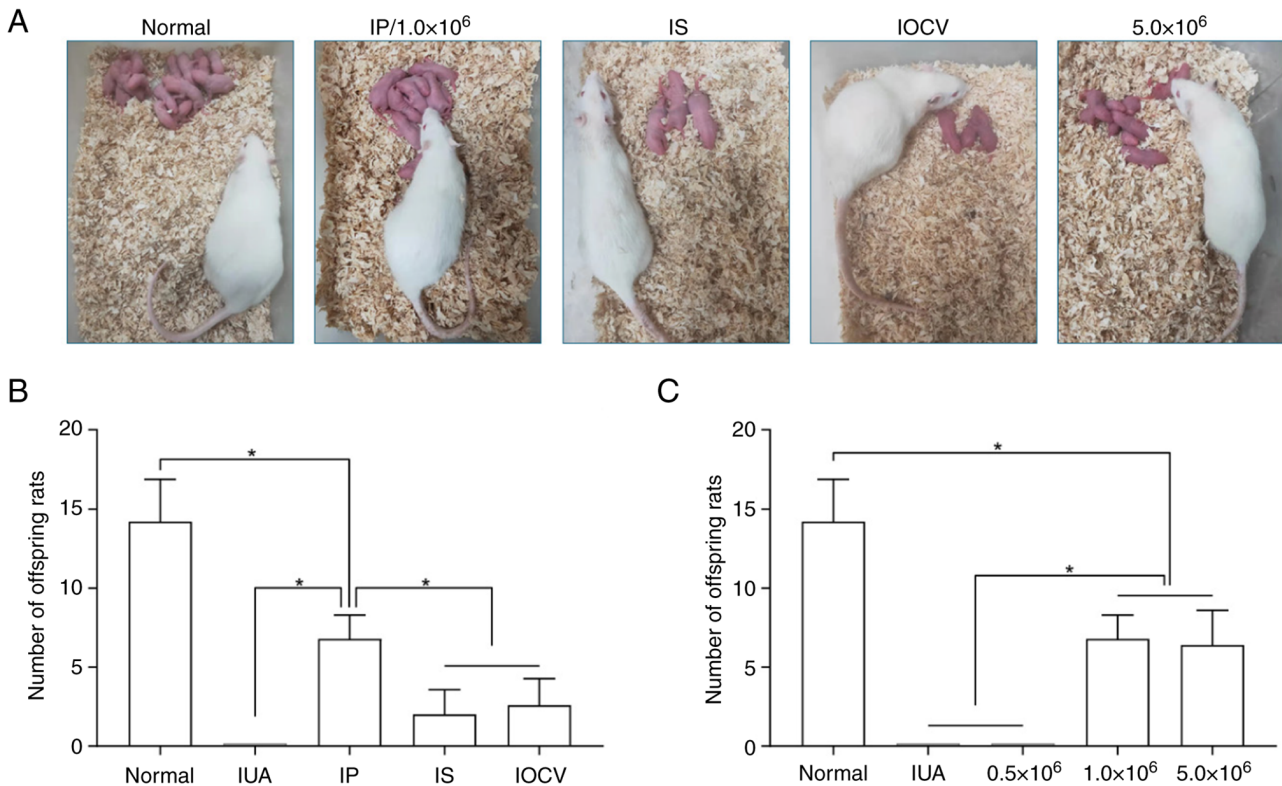 A
Normal
IP/1.0×10⁶
IS
IOCV
5.0×10⁶
B
Number of offspring rats
20
15
10
5
0
*
*
*
Normal
IUA
IP
IS
IOCV
C
Number of offspring rats
20
15
10
5
0
*
*
Normal
IUA
0.5×10⁶
1.0×10⁶
5.0×10⁶